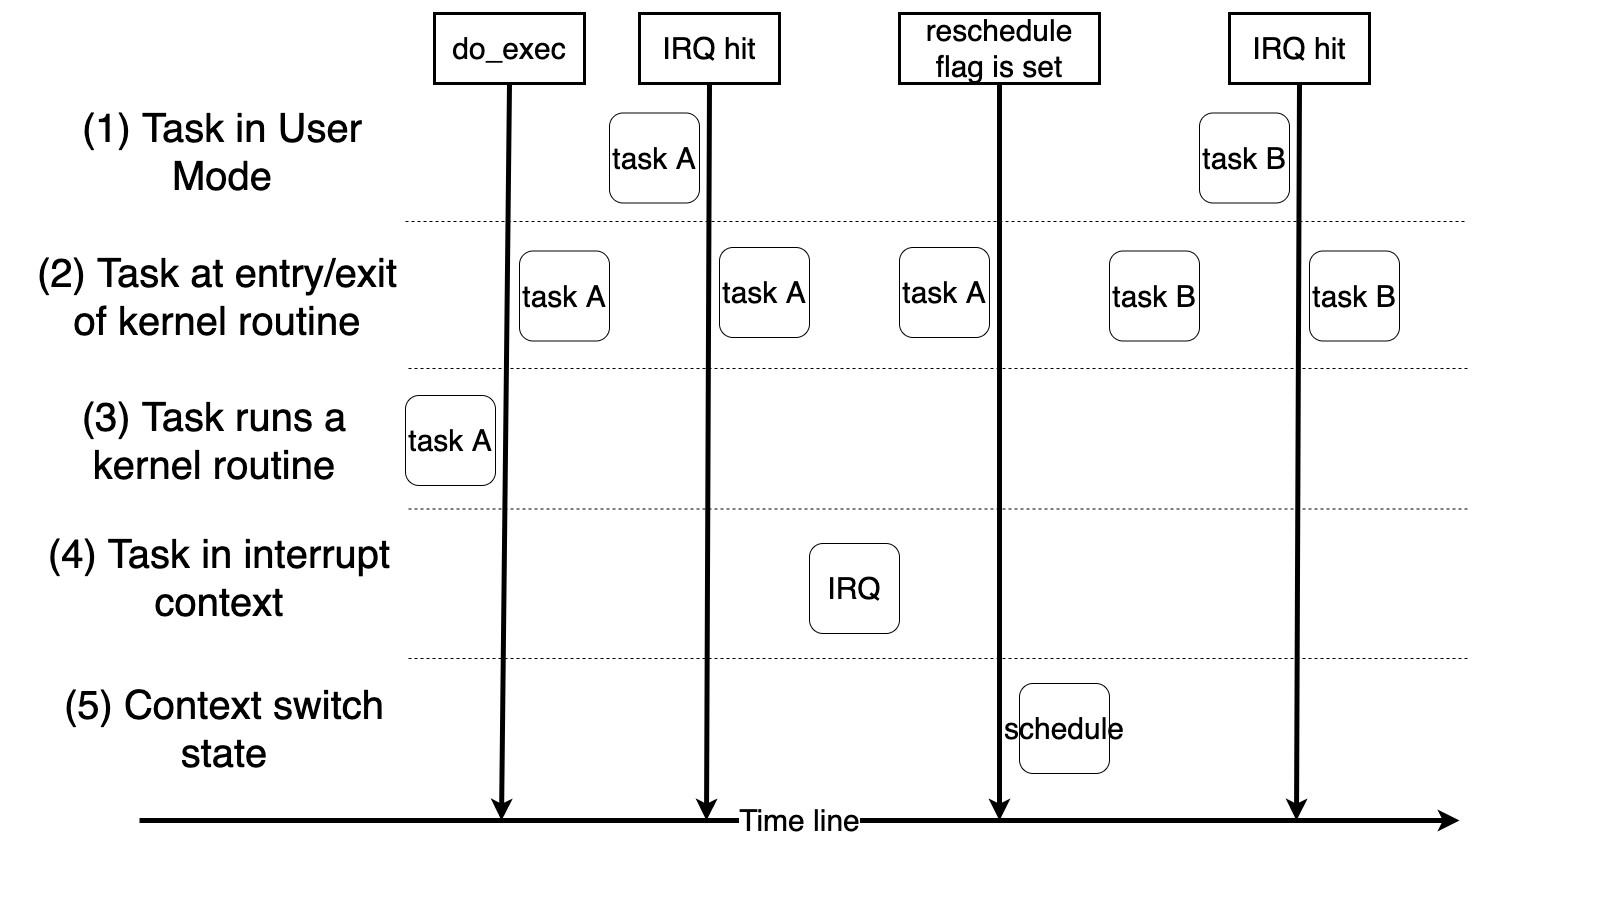 do_exec
IRQ hit
reschedule
flag is set
IRQ hit
(1) Task in User
Mode
task A
task B
(2) Task at entry/exit
of kernel routine
task A
task A
task A
task B
task B
(3) Task runs a
kernel routine
task A
(4) Task in interrupt
context
IRQ
(5) Context switch
state
schedule
Time line